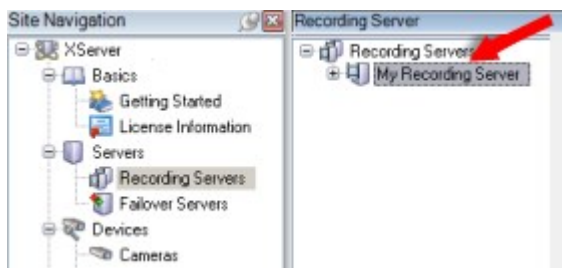 Site Navigation
XServer
Basics
Getting Started
License Information
Servers
Recording Servers
Failover Servers
Devices
Cameras
Recording Server
Recording Servers
My Recording Server